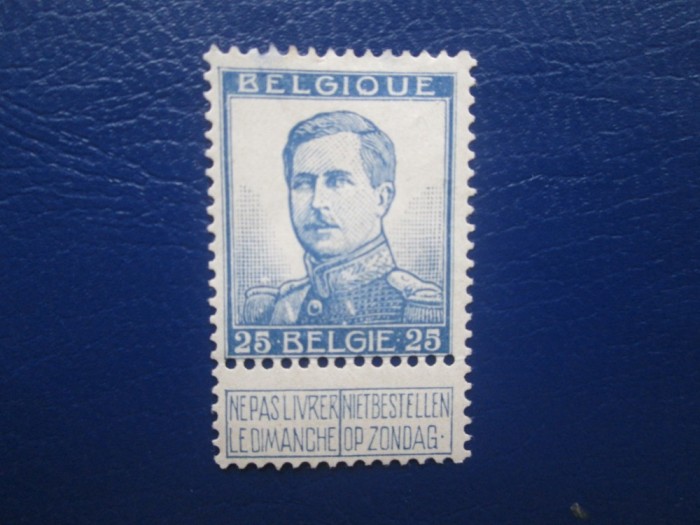 BELGIQUE
25 · BELGIE · 25
NE PAS LIVRER NIET BESTELLEN
LE DIMANCHE OP ZONDAG ·